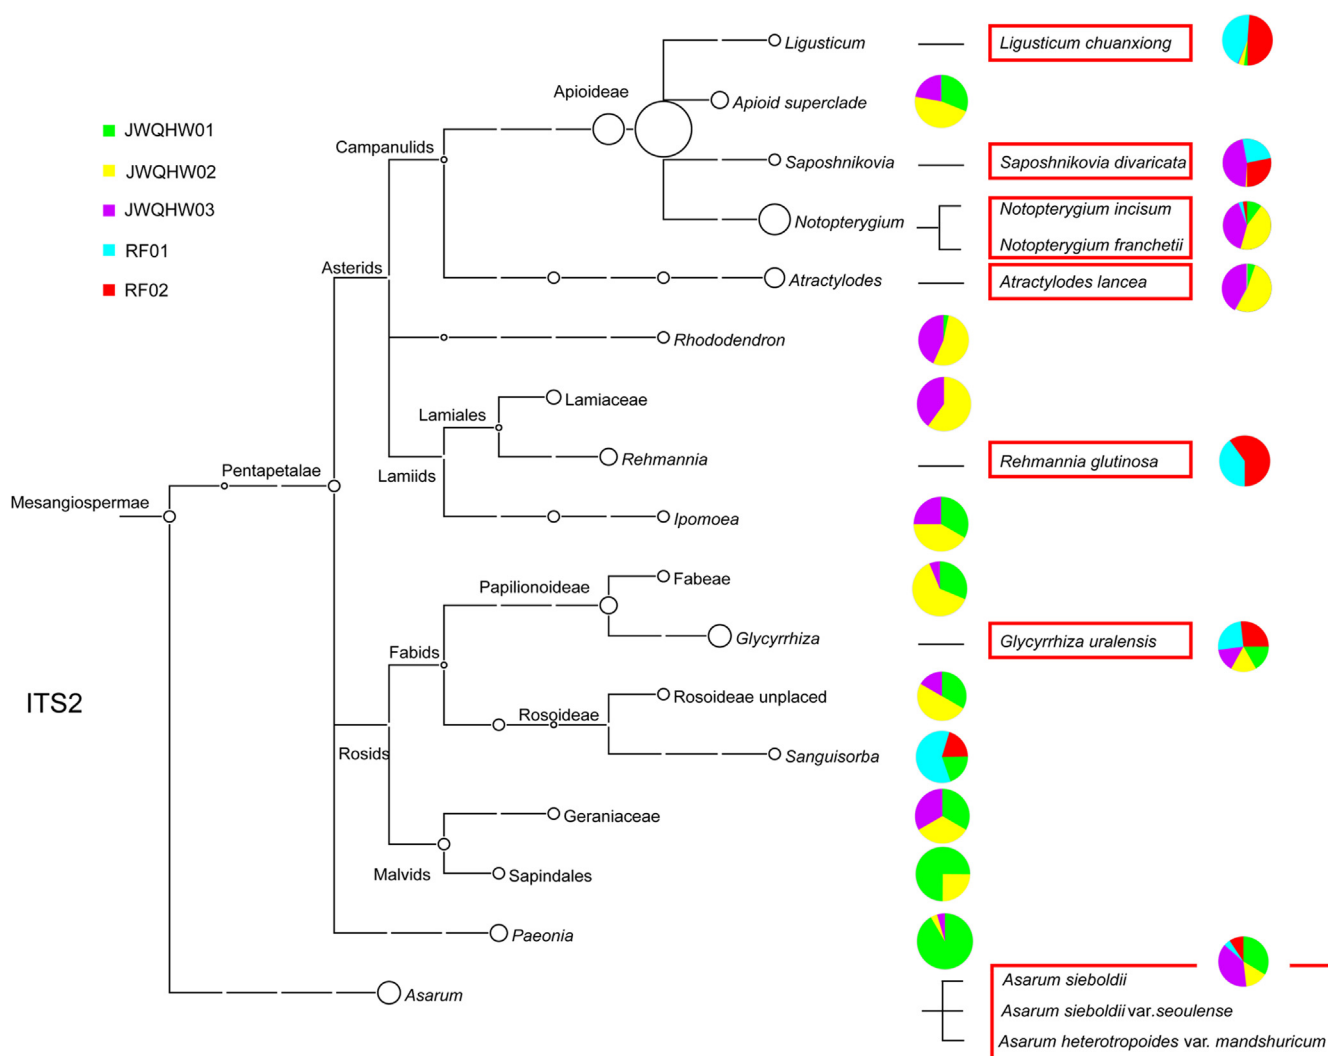 Ligusticum
Ligusticum chuanxiong
Apioideae
Apioid superclade
JWQHW01
Campanulids
JWQHW02
Saposhnikovia
Saposhnikovia divaricata
JWQHW03
Notopterygium incisum
Notopterygium
Notopterygium franchetii
RF01
Asterids
RF02
Atractylodes
Atractylodes lancea
Rhododendron
Lamiaceae
Lamiales
Rehmannia
Rehmannia glutinosa
Pentapetalae
Lamiids
Mesangiospermae
Ipomoea
Fabeae
Papilionoideae
Glycyrrhiza
Glycyrrhiza uralensis
Fabids
ITS2
Rosoideae unplaced
Rosoideae
Rosids
Sanguisorba
Geraniaceae
Malvids
Sapindales
Paeonia
Asarum
Asarum sieboldii
Asarum sieboldii var.seoulense
Asarum heterotropoides var. mandshuricum